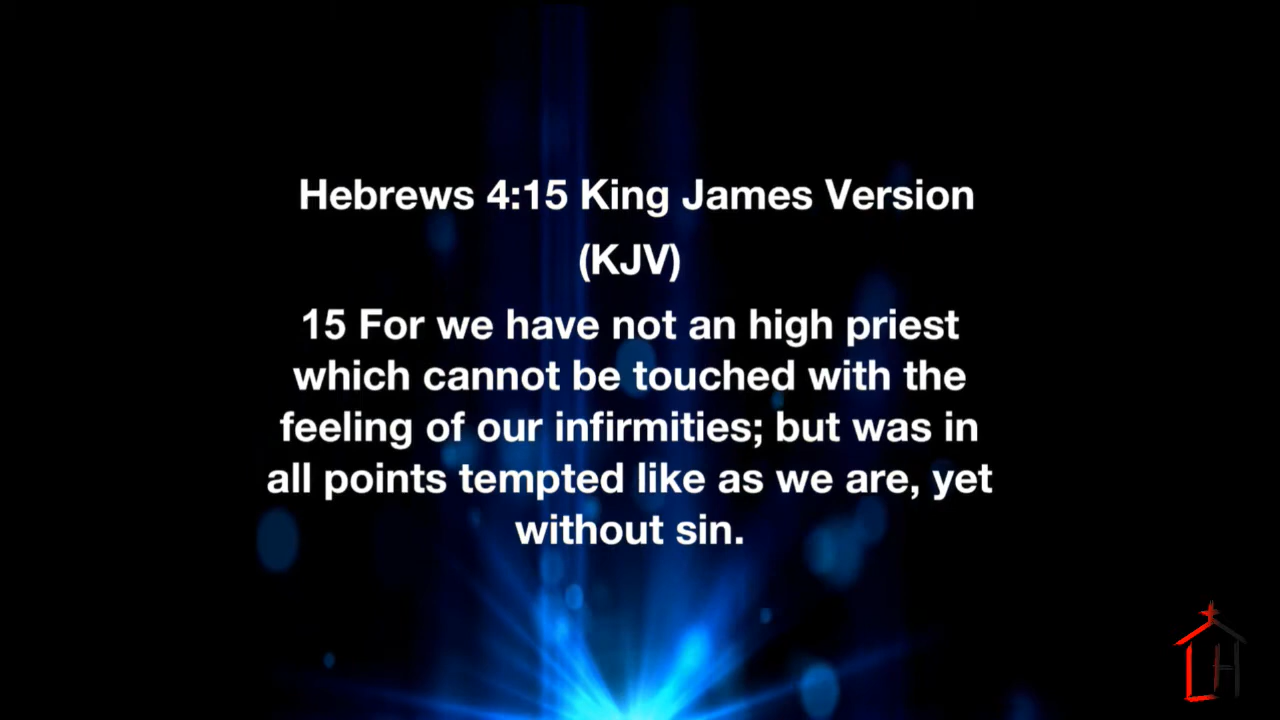 Hebrews 4:15 King James Version
(KJV)
15 For we have not an high priest
which cannot be touched with the
feeling of our infirmities; but was in
all points tempted like as we are, yet
without sin.
LH